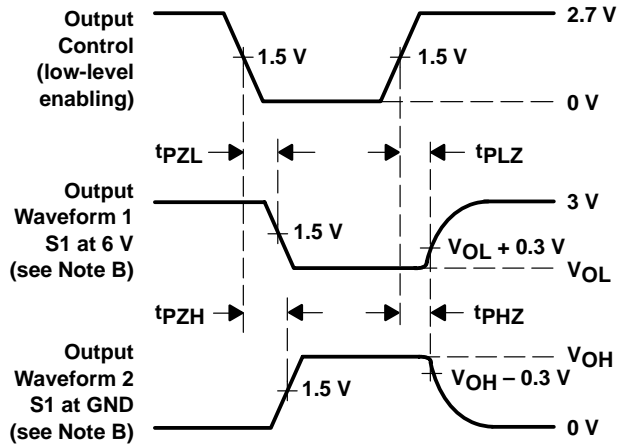 Output
Control
(low-level
enabling)
2.7 V
1.5 V
1.5 V
0 V
tPZL
tPLZ
Output
Waveform 1
S1 at 6 V
(see Note B)
3 V
1.5 V
VOL + 0.3 V
VOL
tPZH
tPHZ
Output
Waveform 2
S1 at GND
(see Note B)
VOH
1.5 V
VOH – 0.3 V
0 V